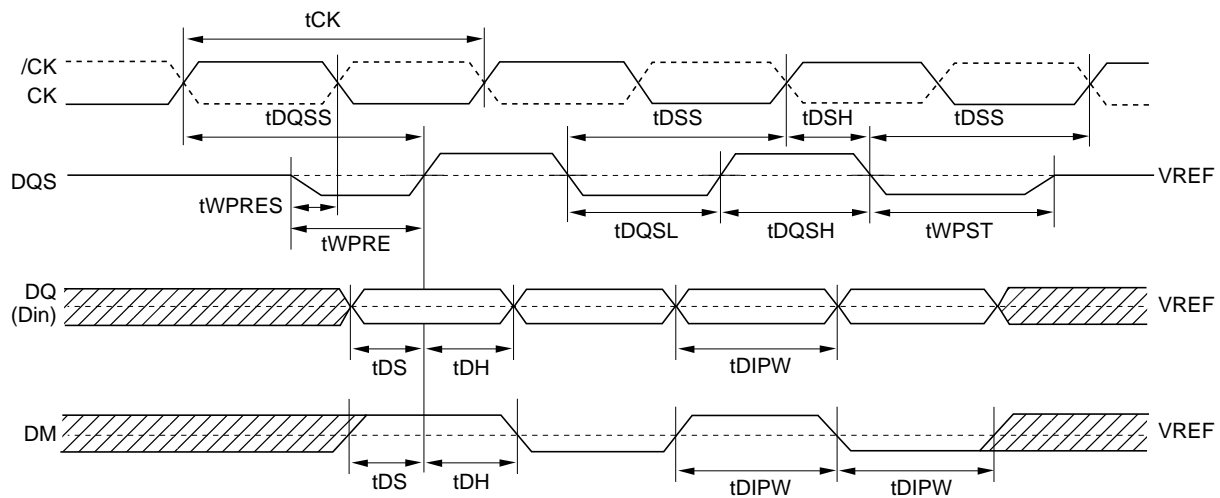 tCK
/CK
CK
tDQSS
tDSS
tDSH
tDSS
DQS
VREF
tWPRES
tDQSL
tDQSH
tWPST
tWPRE
DQ
(Din)
VREF
tDS
tDH
tDIPW
DM
VREF
tDS
tDH
tDIPW
tDIPW